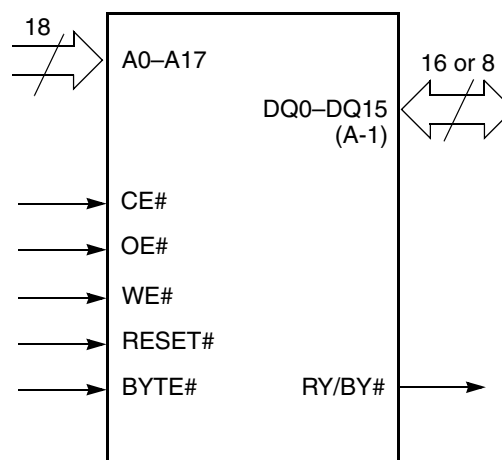 18
A0–A17
16 or 8
DQ0–DQ15
(A-1)
CE#
OE#
WE#
RESET#
BYTE#
RY/BY#